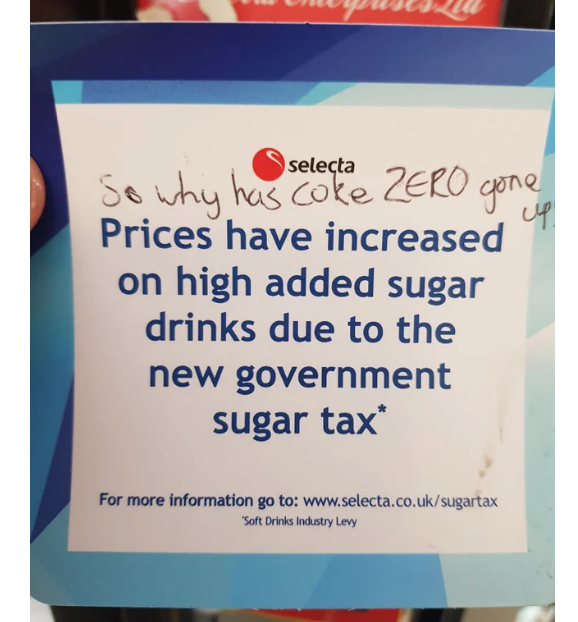 selecta
So why has coke ZERO gone
up
Prices have increased
on high added sugar
drinks due to the
new government
sugar tax*
For more information go to: www.selecta.co.uk/sugartax
*Soft Drinks Industry Levy